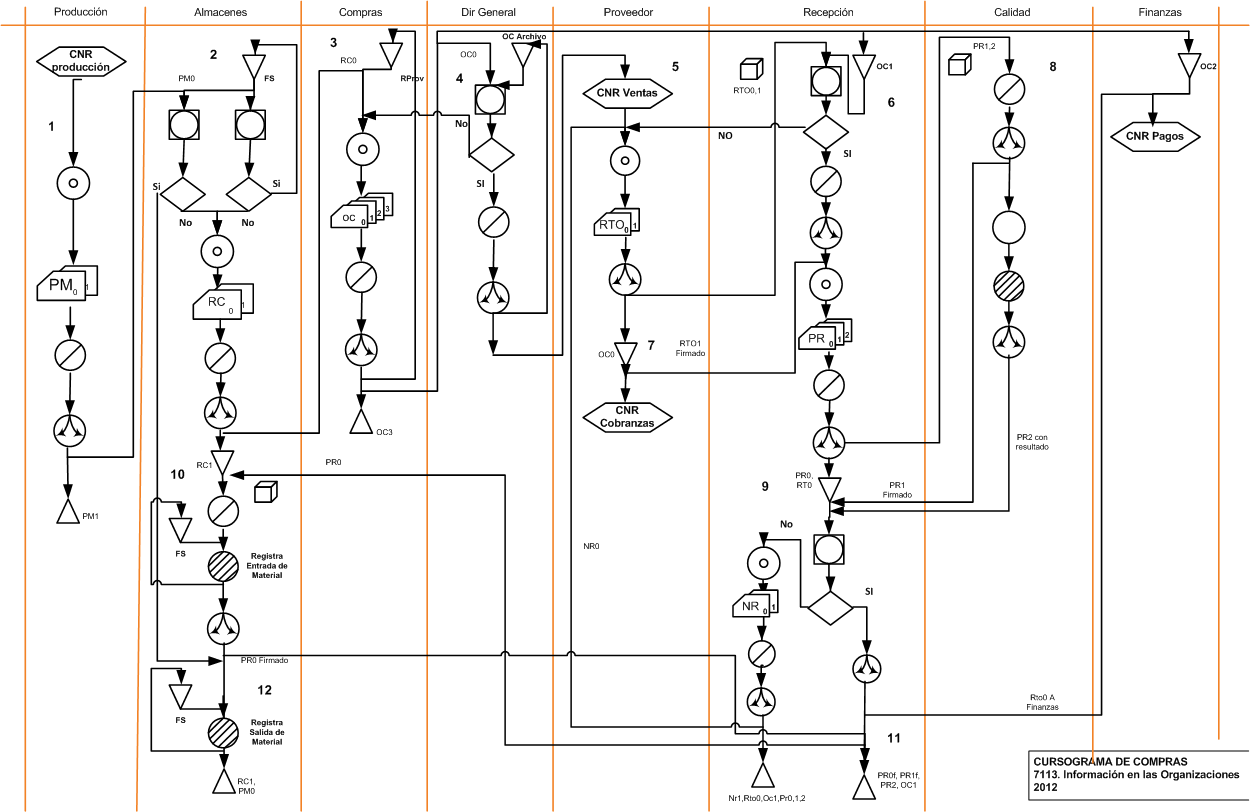 Producción
Almacenes
Compras
Dir General
Proveedor
Recepción
Calidad
Finanzas
CNR
producción
1
PM
0
1
PM1
2
PM0
FS
Si
Si
No
No
RC
0
1
RC1
10
FS
Registra
Entrada de
Material
PR0 Firmado
12
FS
Registra
Salida de
Material
RC1,
PM0
3
RC0
RProv
OC
0
1
2
3
OC3
PR0
OC0
OC Archivo
4
No
SI
5
CNR Ventas
RTO
0
1
OC0
7
RTO1
Firmado
CNR
Cobranzas
NR0
RTO0,1
OC1
6
NO
SI
PR
0
1
2
PR0,
RT0
9
PR1
Firmado
No
SI
NR
0
1
11
Nr1,Rto0,Oc1,Pr0,1,2
PR0f, PR1f,
PR2, OC1
PR1,2
8
PR2 con
resultado
Rto0 A
Finanzas
OC2
CNR Pagos
CURSOGRAMA DE COMPRAS
7113. Información en las Organizaciones
2012